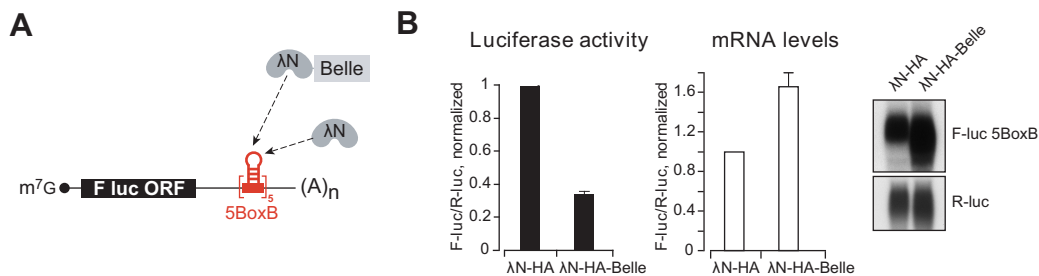 A
λN
Belle
λN
m⁷G
F luc ORF
(A)n
5
5BoxB
B
Luciferase activity
F-luc/R-luc, normalized
1
0.8
0.6
0.4
0.2
0
λN-HA λN-HA-Belle
mRNA levels
F-luc/R-luc, normalized
1.6
1.2
0.8
0.4
0
λN-HA λN-HA-Belle
λN-HA
λN-HA-Belle
F-luc 5BoxB
R-luc